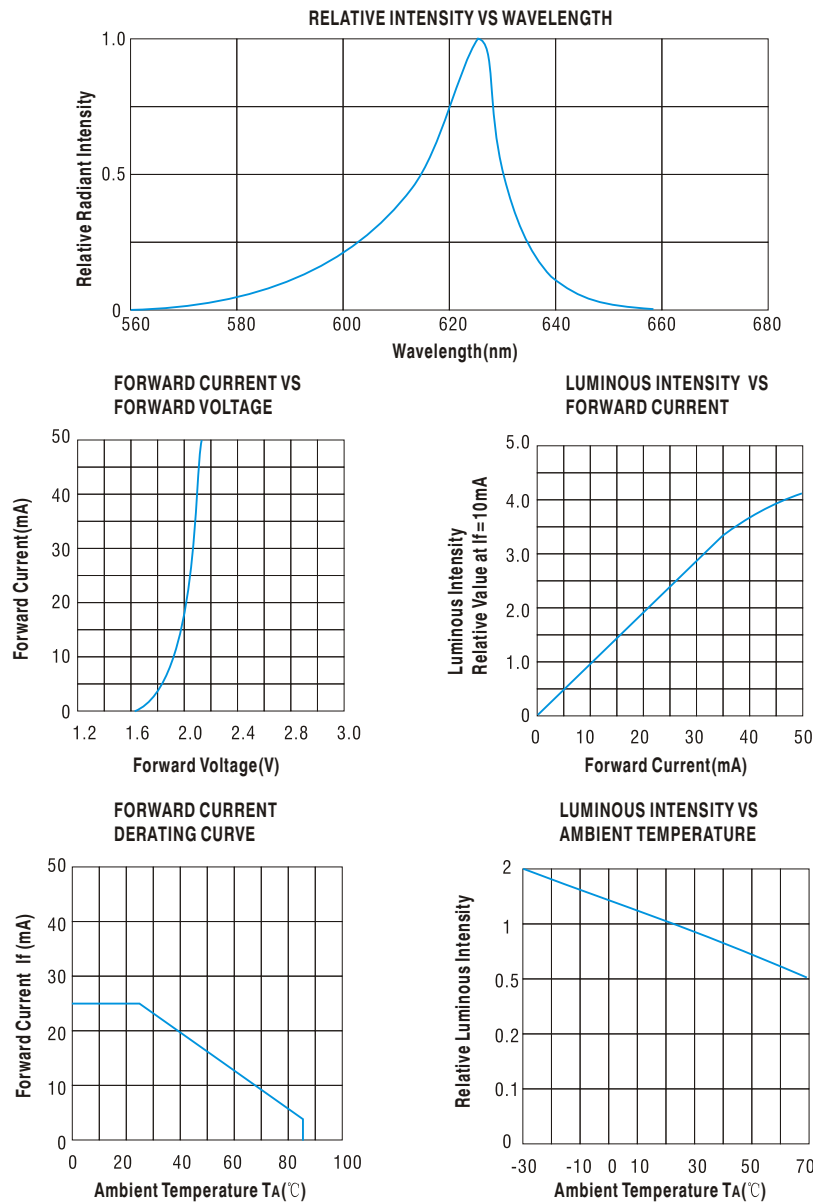 RELATIVE INTENSITY VS WAVELENGTH
Relative Radiant Intensity
1.0
0.5
0
560 580 600 620 640 660 680
Wavelength(nm)
FORWARD CURRENT VS
FORWARD VOLTAGE
Forward Current(mA)
50
40
30
20
10
0
1.2 1.6 2.0 2.4 2.8 3.0
Forward Voltage(V)
LUMINOUS INTENSITY VS
FORWARD CURRENT
Luminous Intensity
Relative Value at If=10mA
5.0
4.0
3.0
2.0
1.0
0
0 10 20 30 40 50
Forward Current(mA)
FORWARD CURRENT
DERATING CURVE
Forward Current If (mA)
50
40
30
20
10
0
0 20 40 60 80 100
Ambient Temperature TA(℃)
LUMINOUS INTENSITY VS
AMBIENT TEMPERATURE
Relative Luminous Intensity
2
1
0.5
0.2
0.1
0
-30 -10 0 10 30 50 70
Ambient Temperature TA(℃)